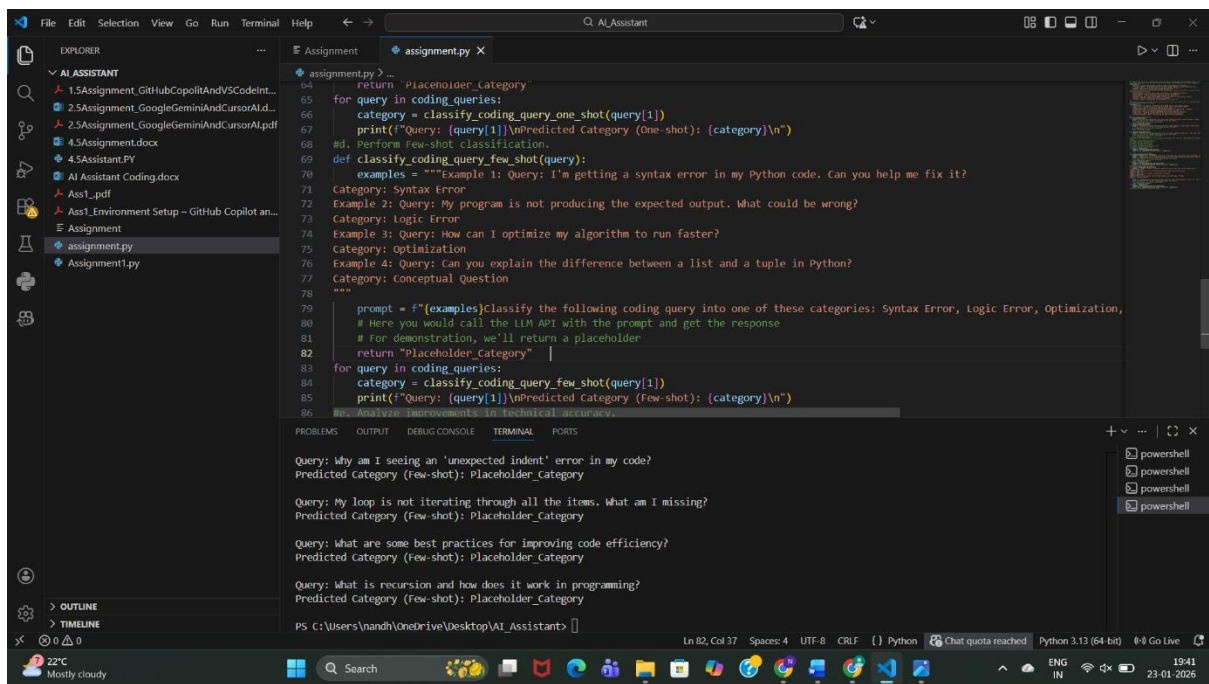 File Edit Selection View Go Run Terminal Help
AI_Assistant
EXPLORER
AI_ASSISTANT
1.5Assignment_GitHubCopolitAndVSCodeInt...
2.5Assignment_GoogleGeminiAndCursorAI.d...
2.5Assignment_GoogleGeminiAndCursorAI.pdf
4.5Assignment.docx
4.5Assistant.PY
AI Assistant Coding.docx
Ass1_.pdf
Ass1_Environment Setup – GitHub Copilot an...
Assignment
assignment.py
Assignment1.py
OUTLINE
TIMELINE
Assignment assignment.py
assignment.py > ...
64 return "Placeholder_Category"
65 for query in coding_queries:
66 category = classify_coding_query_one_shot(query[1])
67 print(f"Query: {query[1]}\nPredicted Category (One-shot): {category}\n")
68 #d. Perform Few-shot classification.
69 def classify_coding_query_few_shot(query):
70 examples = """Example 1: Query: I'm getting a syntax error in my Python code. Can you help me fix it?
71 Category: Syntax Error
72 Example 2: Query: My program is not producing the expected output. What could be wrong?
73 Category: Logic Error
74 Example 3: Query: How can I optimize my algorithm to run faster?
75 Category: Optimization
76 Example 4: Query: Can you explain the difference between a list and a tuple in Python?
77 Category: Conceptual Question
78 """
79 prompt = f"{examples}Classify the following coding query into one of these categories: Syntax Error, Logic Error, Optimization,
80 # Here you would call the LLM API with the prompt and get the response
81 # For demonstration, we'll return a placeholder
82 return "Placeholder_Category"
83 for query in coding_queries:
84 category = classify_coding_query_few_shot(query[1])
85 print(f"Query: {query[1]}\nPredicted Category (Few-shot): {category}\n")
86 #e. Analyze improvements in technical accuracy.
PROBLEMS OUTPUT DEBUG CONSOLE TERMINAL PORTS
Query: Why am I seeing an 'unexpected indent' error in my code?
Predicted Category (Few-shot): Placeholder_Category
Query: My loop is not iterating through all the items. What am I missing?
Predicted Category (Few-shot): Placeholder_Category
Query: What are some best practices for improving code efficiency?
Predicted Category (Few-shot): Placeholder_Category
Query: What is recursion and how does it work in programming?
Predicted Category (Few-shot): Placeholder_Category
PS C:\Users\nandh\OneDrive\Desktop\AI_Assistant>
powershell
powershell
powershell
powershell
0 0 Ln 82, Col 37 Spaces: 4 UTF-8 CRLF {} Python Chat quota reached Python 3.13 (64-bit) Go Live
7 22°C
Mostly cloudy
Search
ENG
IN
19:41
23-01-2026